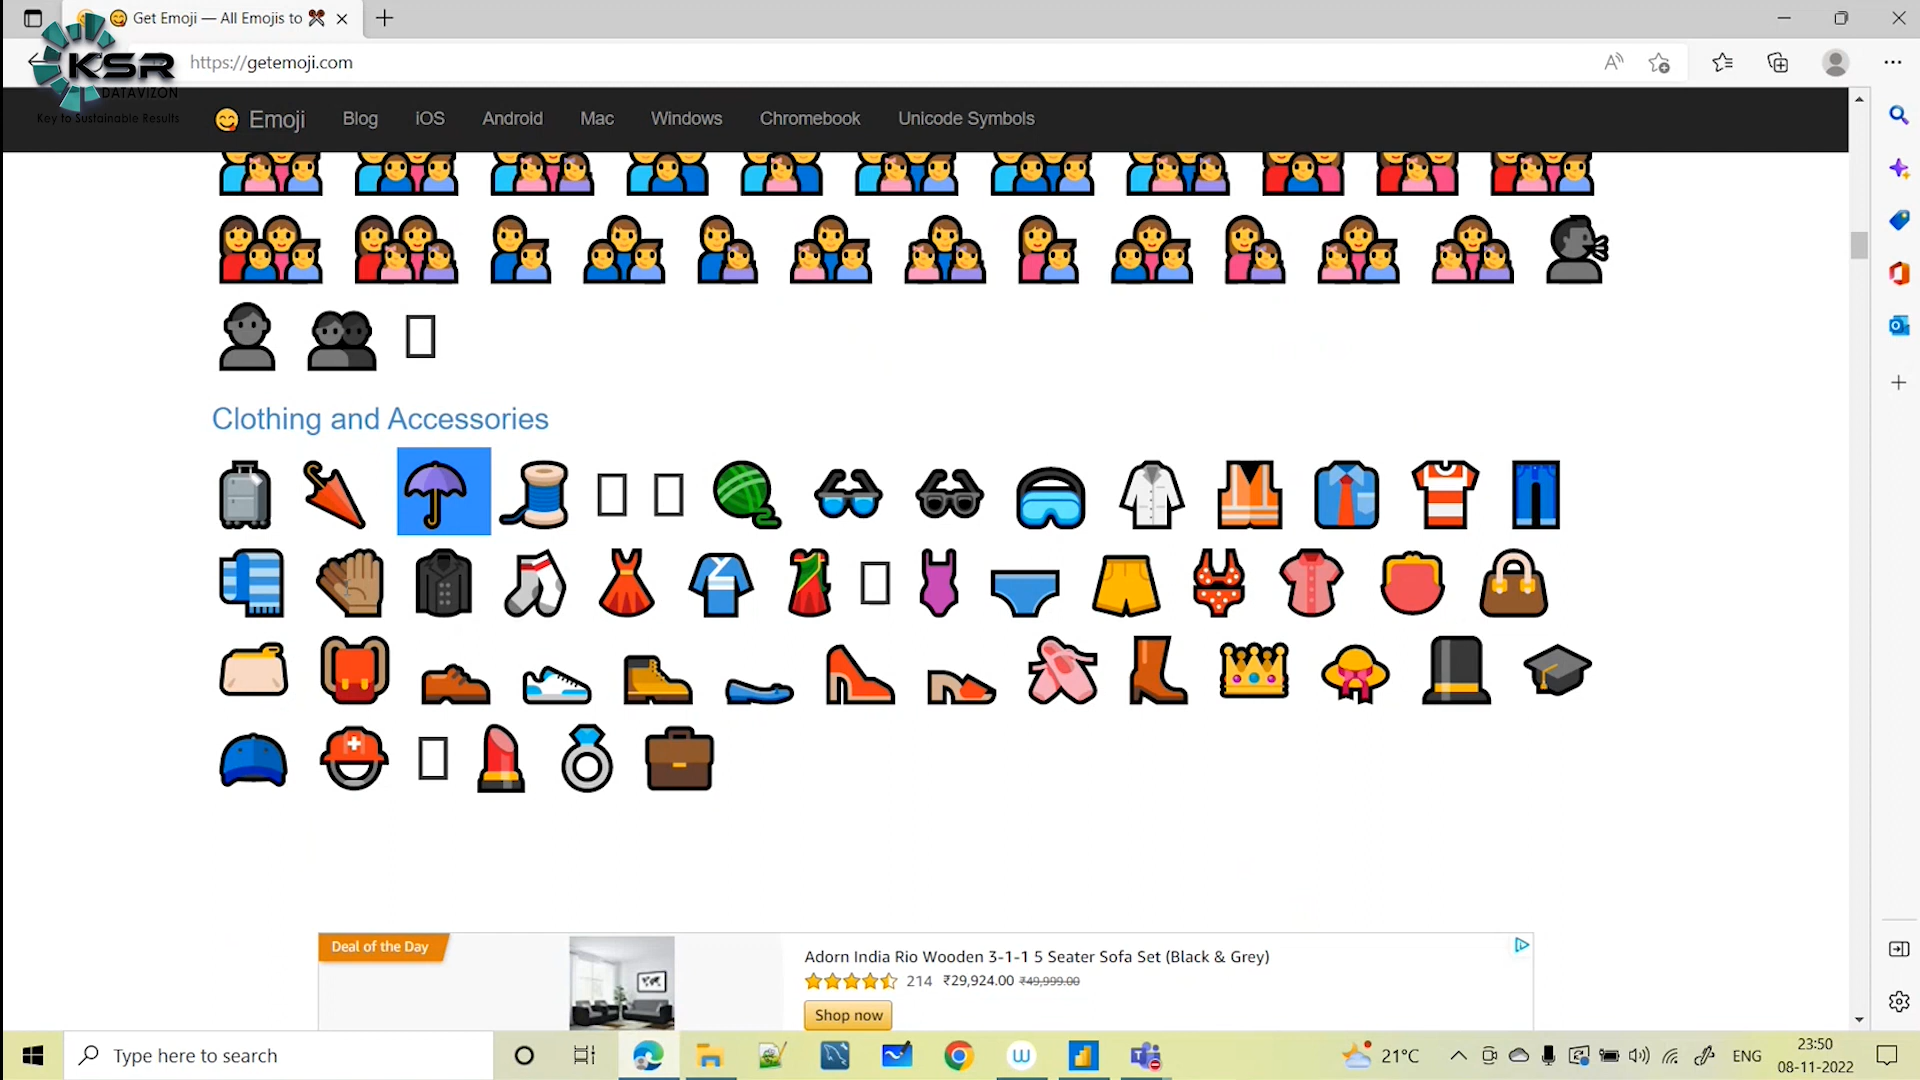 Get Emoji — All Emojis to
KSR
DATAVIZON
Key to Sustainable Results
https://getemoji.com
Emoji
Blog
iOS
Android
Mac
Windows
Chromebook
Unicode Symbols
Clothing and Accessories
Deal of the Day
Adorn India Rio Wooden 3-1-1 5 Seater Sofa Set (Black & Grey)
214 ₹29,924.00 ₹49,999.00
Shop now
Type here to search
21°C
ENG
23:50
08-11-2022